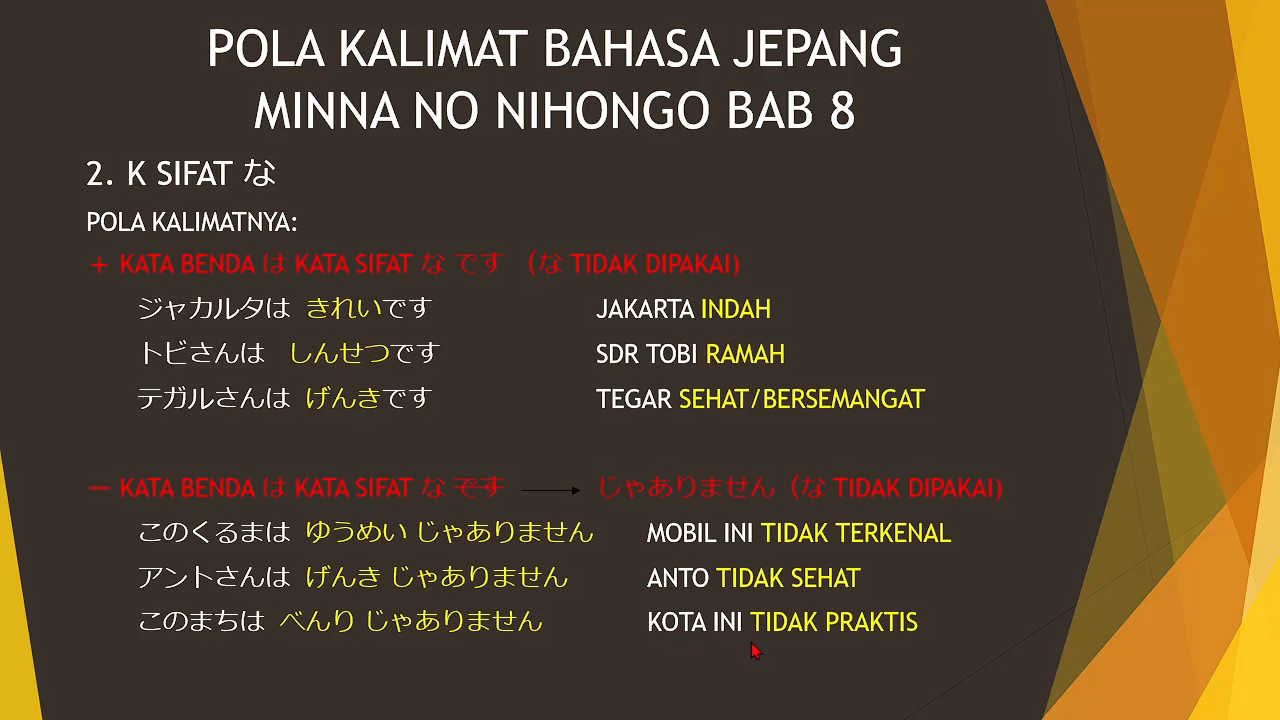 POLA KALIMAT BAHASA JEPANG
MINNA NO NIHONGO BAB 8
2. K SIFAT な
POLA KALIMATNYA:
+ KATA BENDA は KATA SIFAT な です （な TIDAK DIPAKAI)
ジャカルタは きれいです JAKARTA INDAH
トビさんは しんせつです SDR TOBI RAMAH
テガルさんは げんきです TEGAR SEHAT/BERSEMANGAT
― KATA BENDA は KATA SIFAT な です → じゃありません（な TIDAK DIPAKAI)
このくるまは ゆうめい じゃありません MOBIL INI TIDAK TERKENAL
アントさんは げんき じゃありません ANTO TIDAK SEHAT
このまちは べんり じゃありません KOTA INI TIDAK PRAKTIS